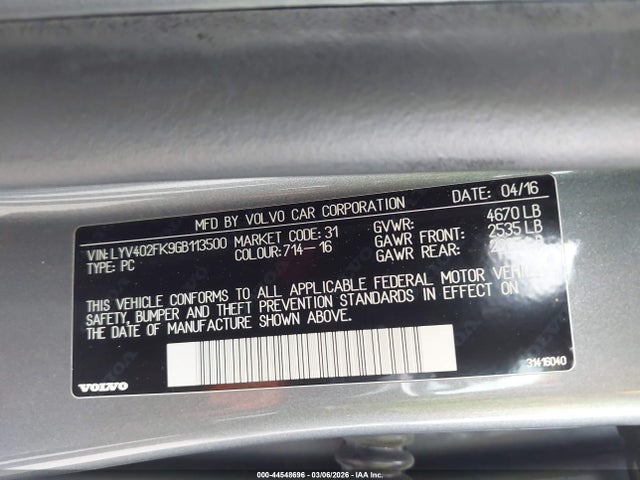 MFD BY VOLVO CAR CORPORATION DATE: 04/16
VIN: LYV402FK9GB113500 MARKET CODE: 31 GVWR: 4670 LB
TYPE: PC COLOUR: 714-16 GAWR FRONT: 2535 LB
GAWR REAR: LB
THIS VEHICLE CONFORMS TO ALL APPLICABLE FEDERAL MOTOR VEHICLE
SAFETY, BUMPER AND THEFT PREVENTION STANDARDS IN EFFECT ON
THE DATE OF MANUFACTURE SHOWN ABOVE.
VOLVO 31416040
000-44548696 - 03/06/2026 - IAA Inc.